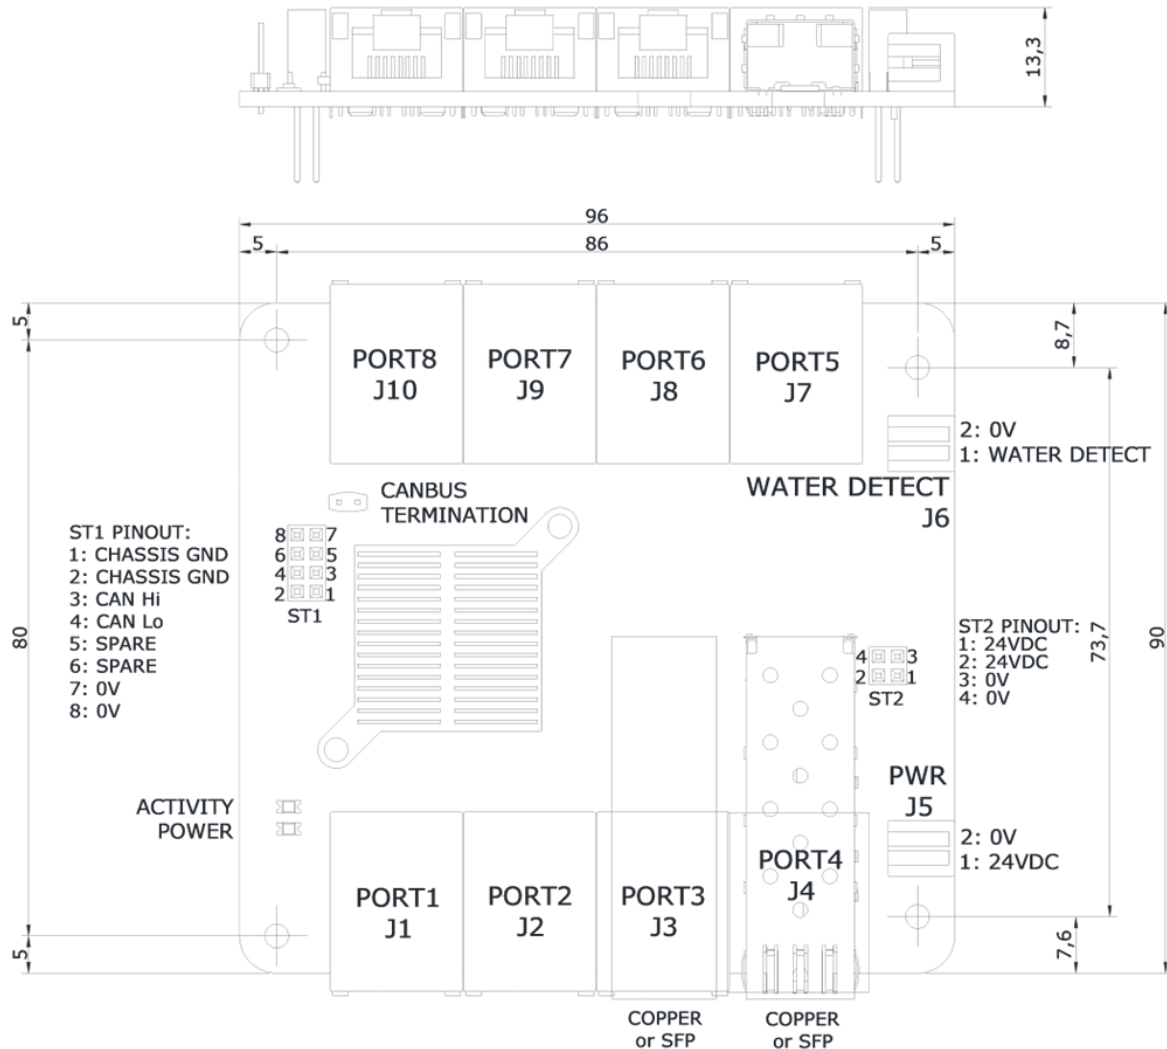 13,3
96
5
86
5
5
8,7
PORT8
J10
PORT7
J9
PORT6
J8
PORT5
J7
2: 0V
1: WATER DETECT
WATER DETECT
J6
CANBUS
TERMINATION
ST1 PINOUT:
1: CHASSIS GND
2: CHASSIS GND
3: CAN Hi
4: CAN Lo
5: SPARE
6: SPARE
7: 0V
8: 0V
8 7
6 5
4 3
2 1
ST1
80
73,7
90
ST2 PINOUT:
1: 24VDC
2: 24VDC
3: 0V
4: 0V
4 3
2 1
ST2
PWR
J5
2: 0V
1: 24VDC
ACTIVITY
POWER
PORT1
J1
PORT2
J2
PORT3
J3
PORT4
J4
5
7,6
COPPER
or SFP
COPPER
or SFP